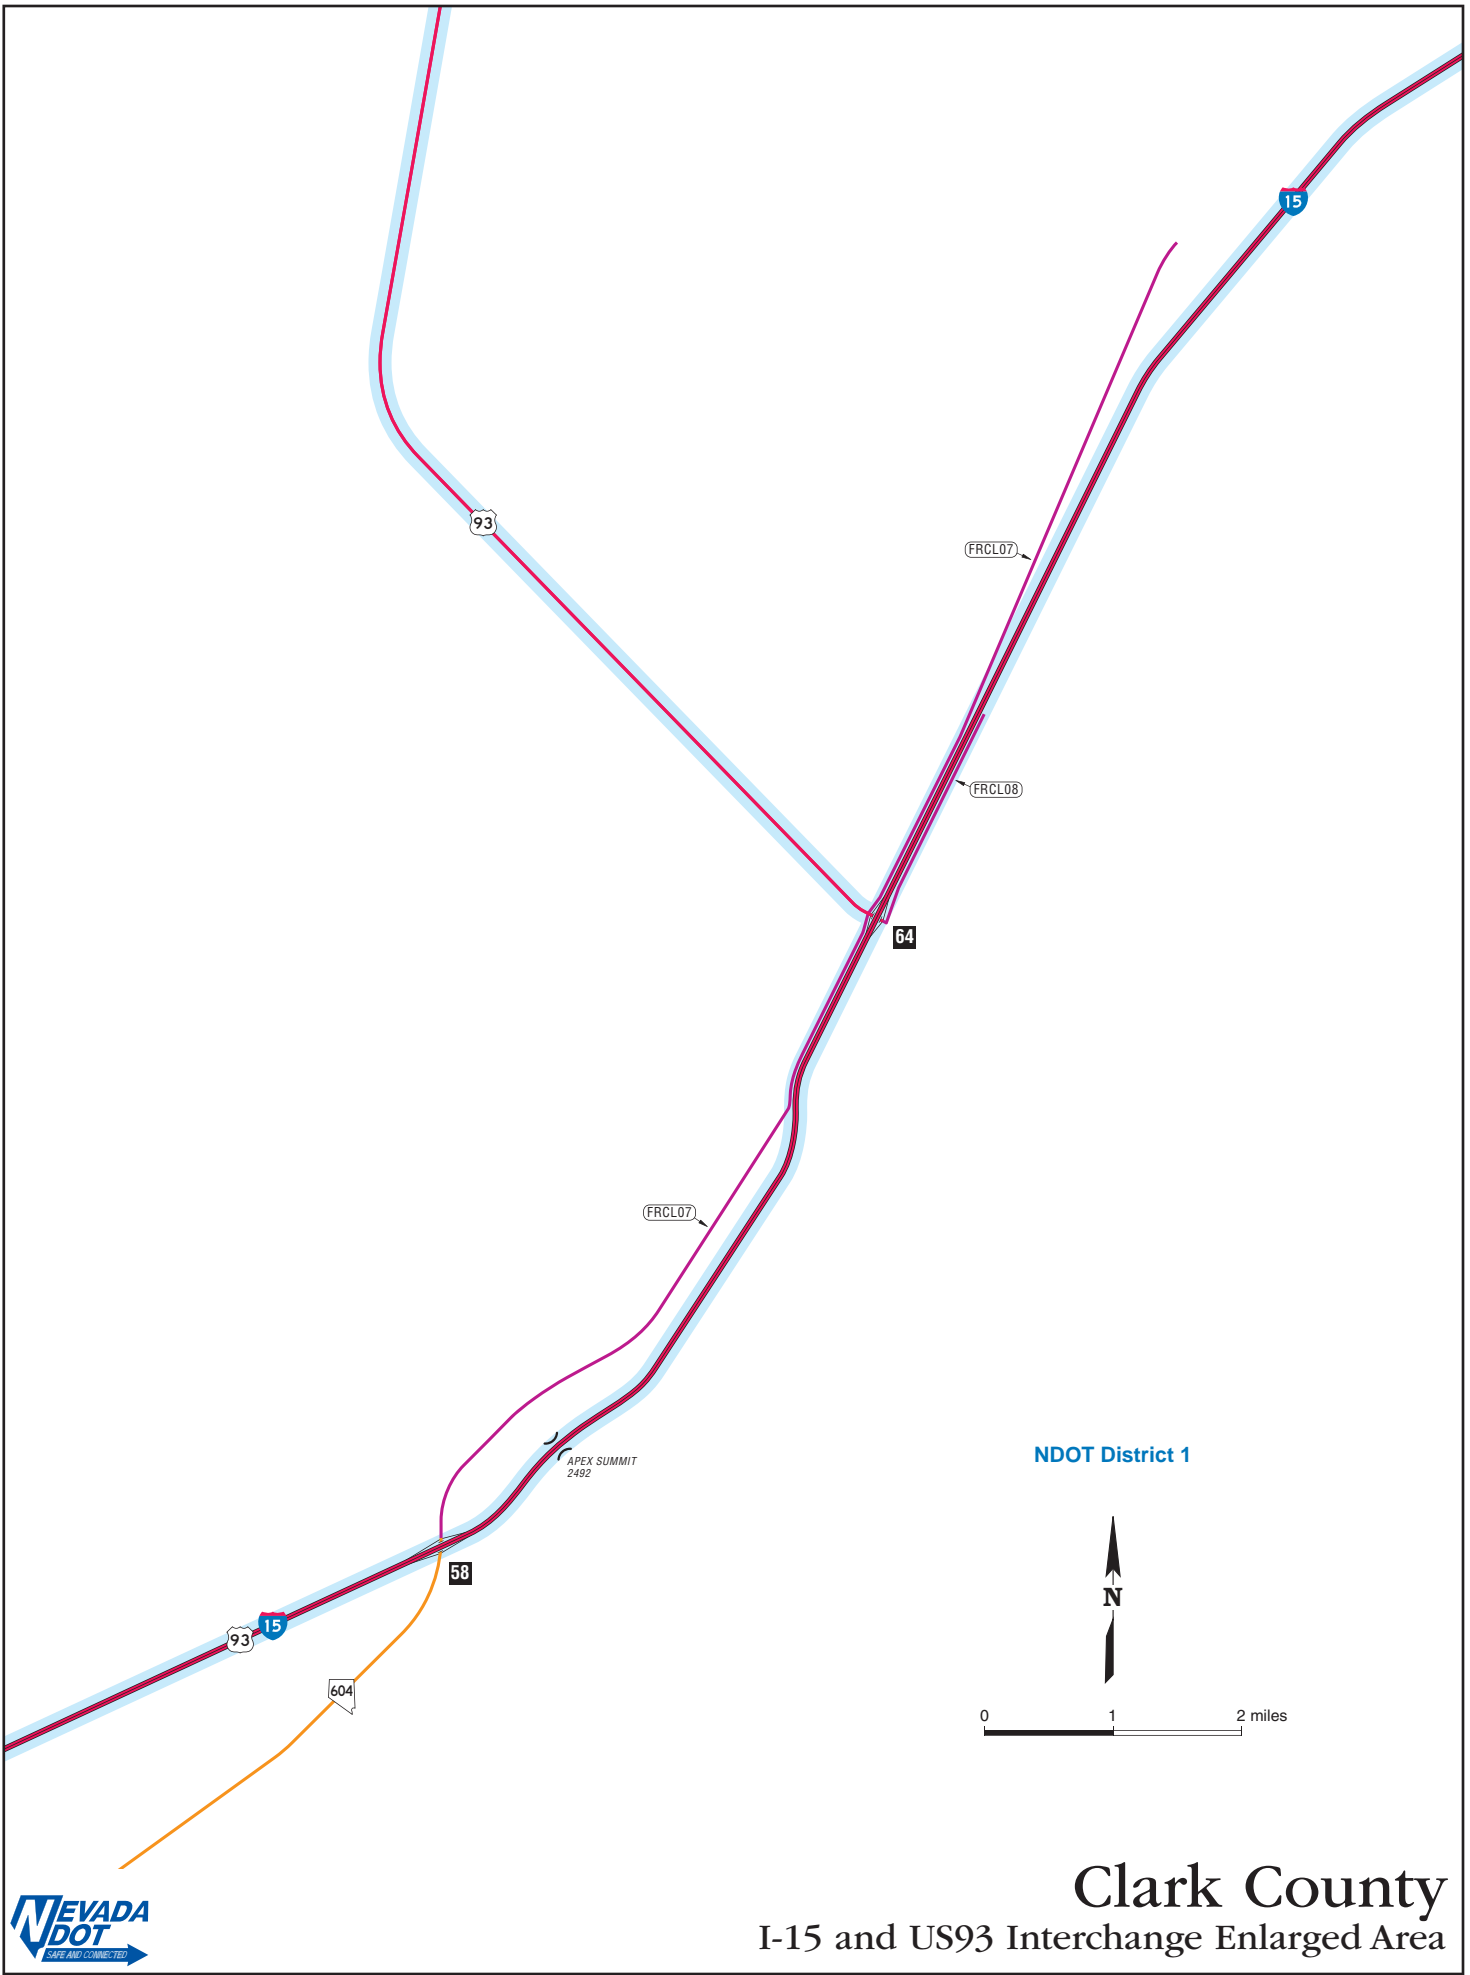 15
93
FRCL07
FRCL08
64
FRCL07
APEX SUMMIT
2492
NDOT District 1
58
N
15
93
604
0 1 2 miles
Clark County
I-15 and US93 Interchange Enlarged Area
NEVADA
DOT
SAFE AND CONNECTED